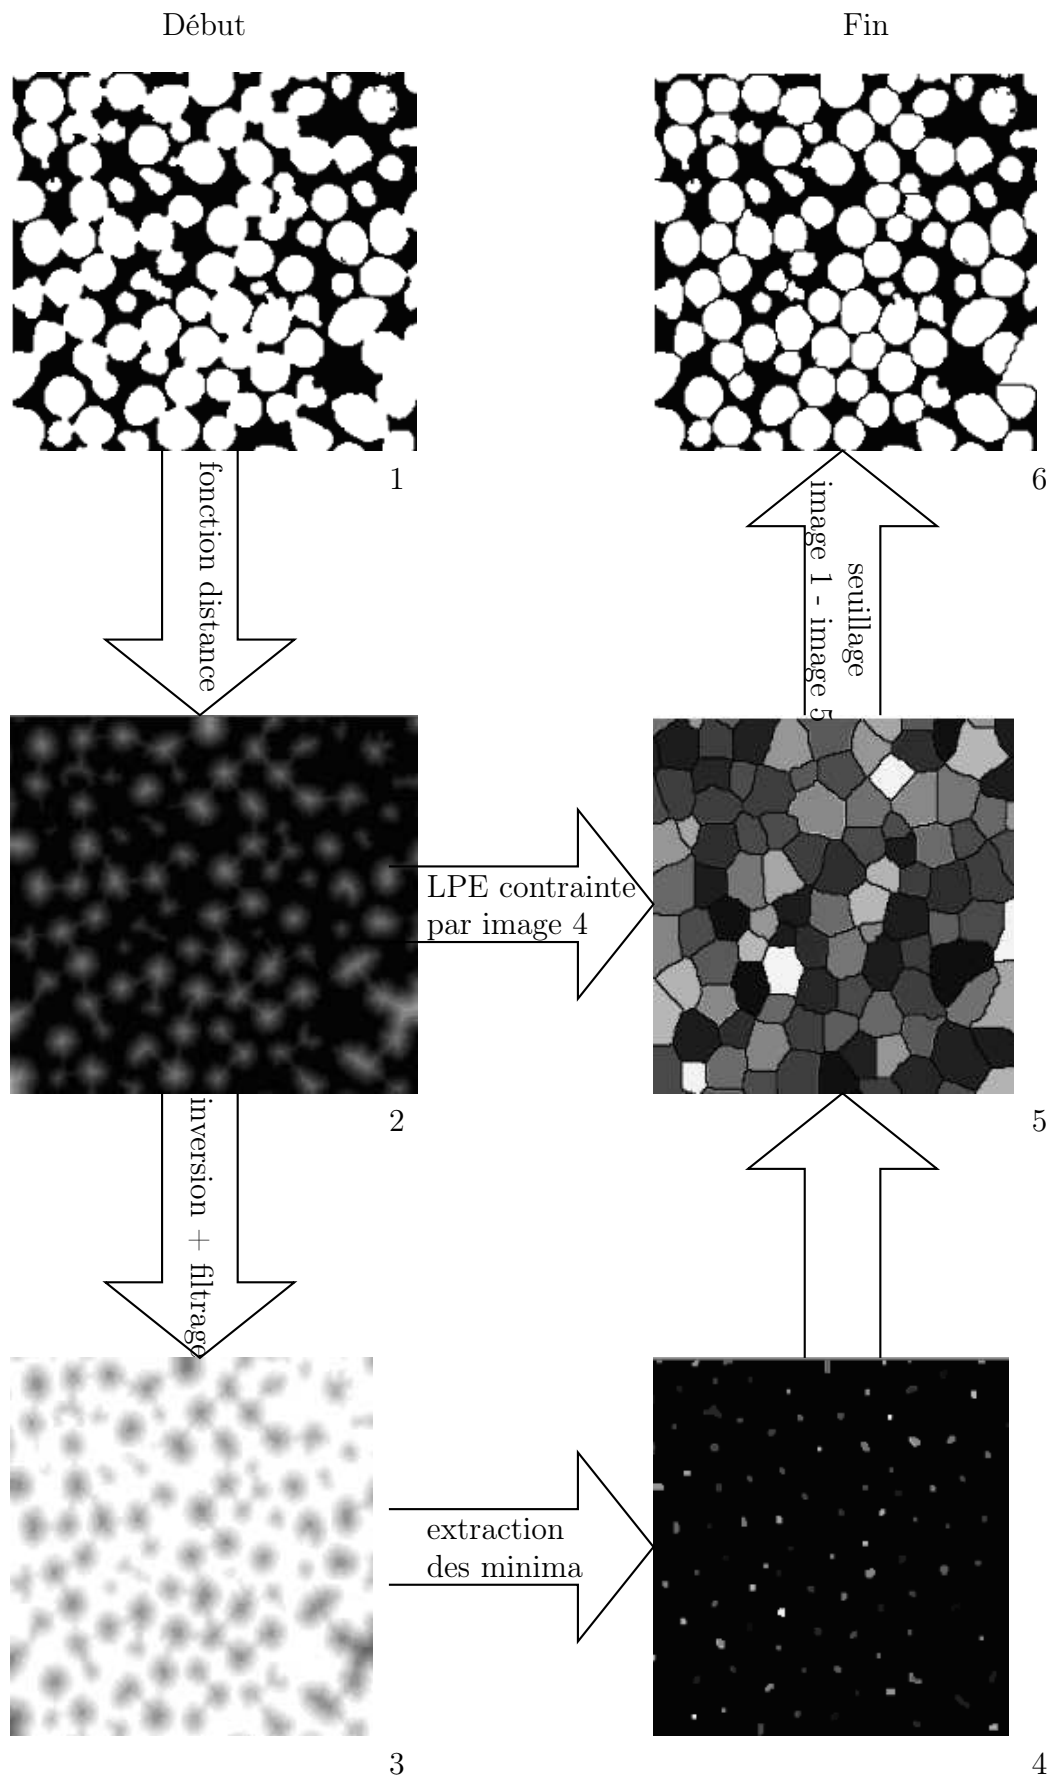 Début
Fin
1
6
fonction distance
image 1 - image 5
seuillage
LPE contrainte
par image 4
2
5
inversion + filtrage
extraction
des minima
3
4